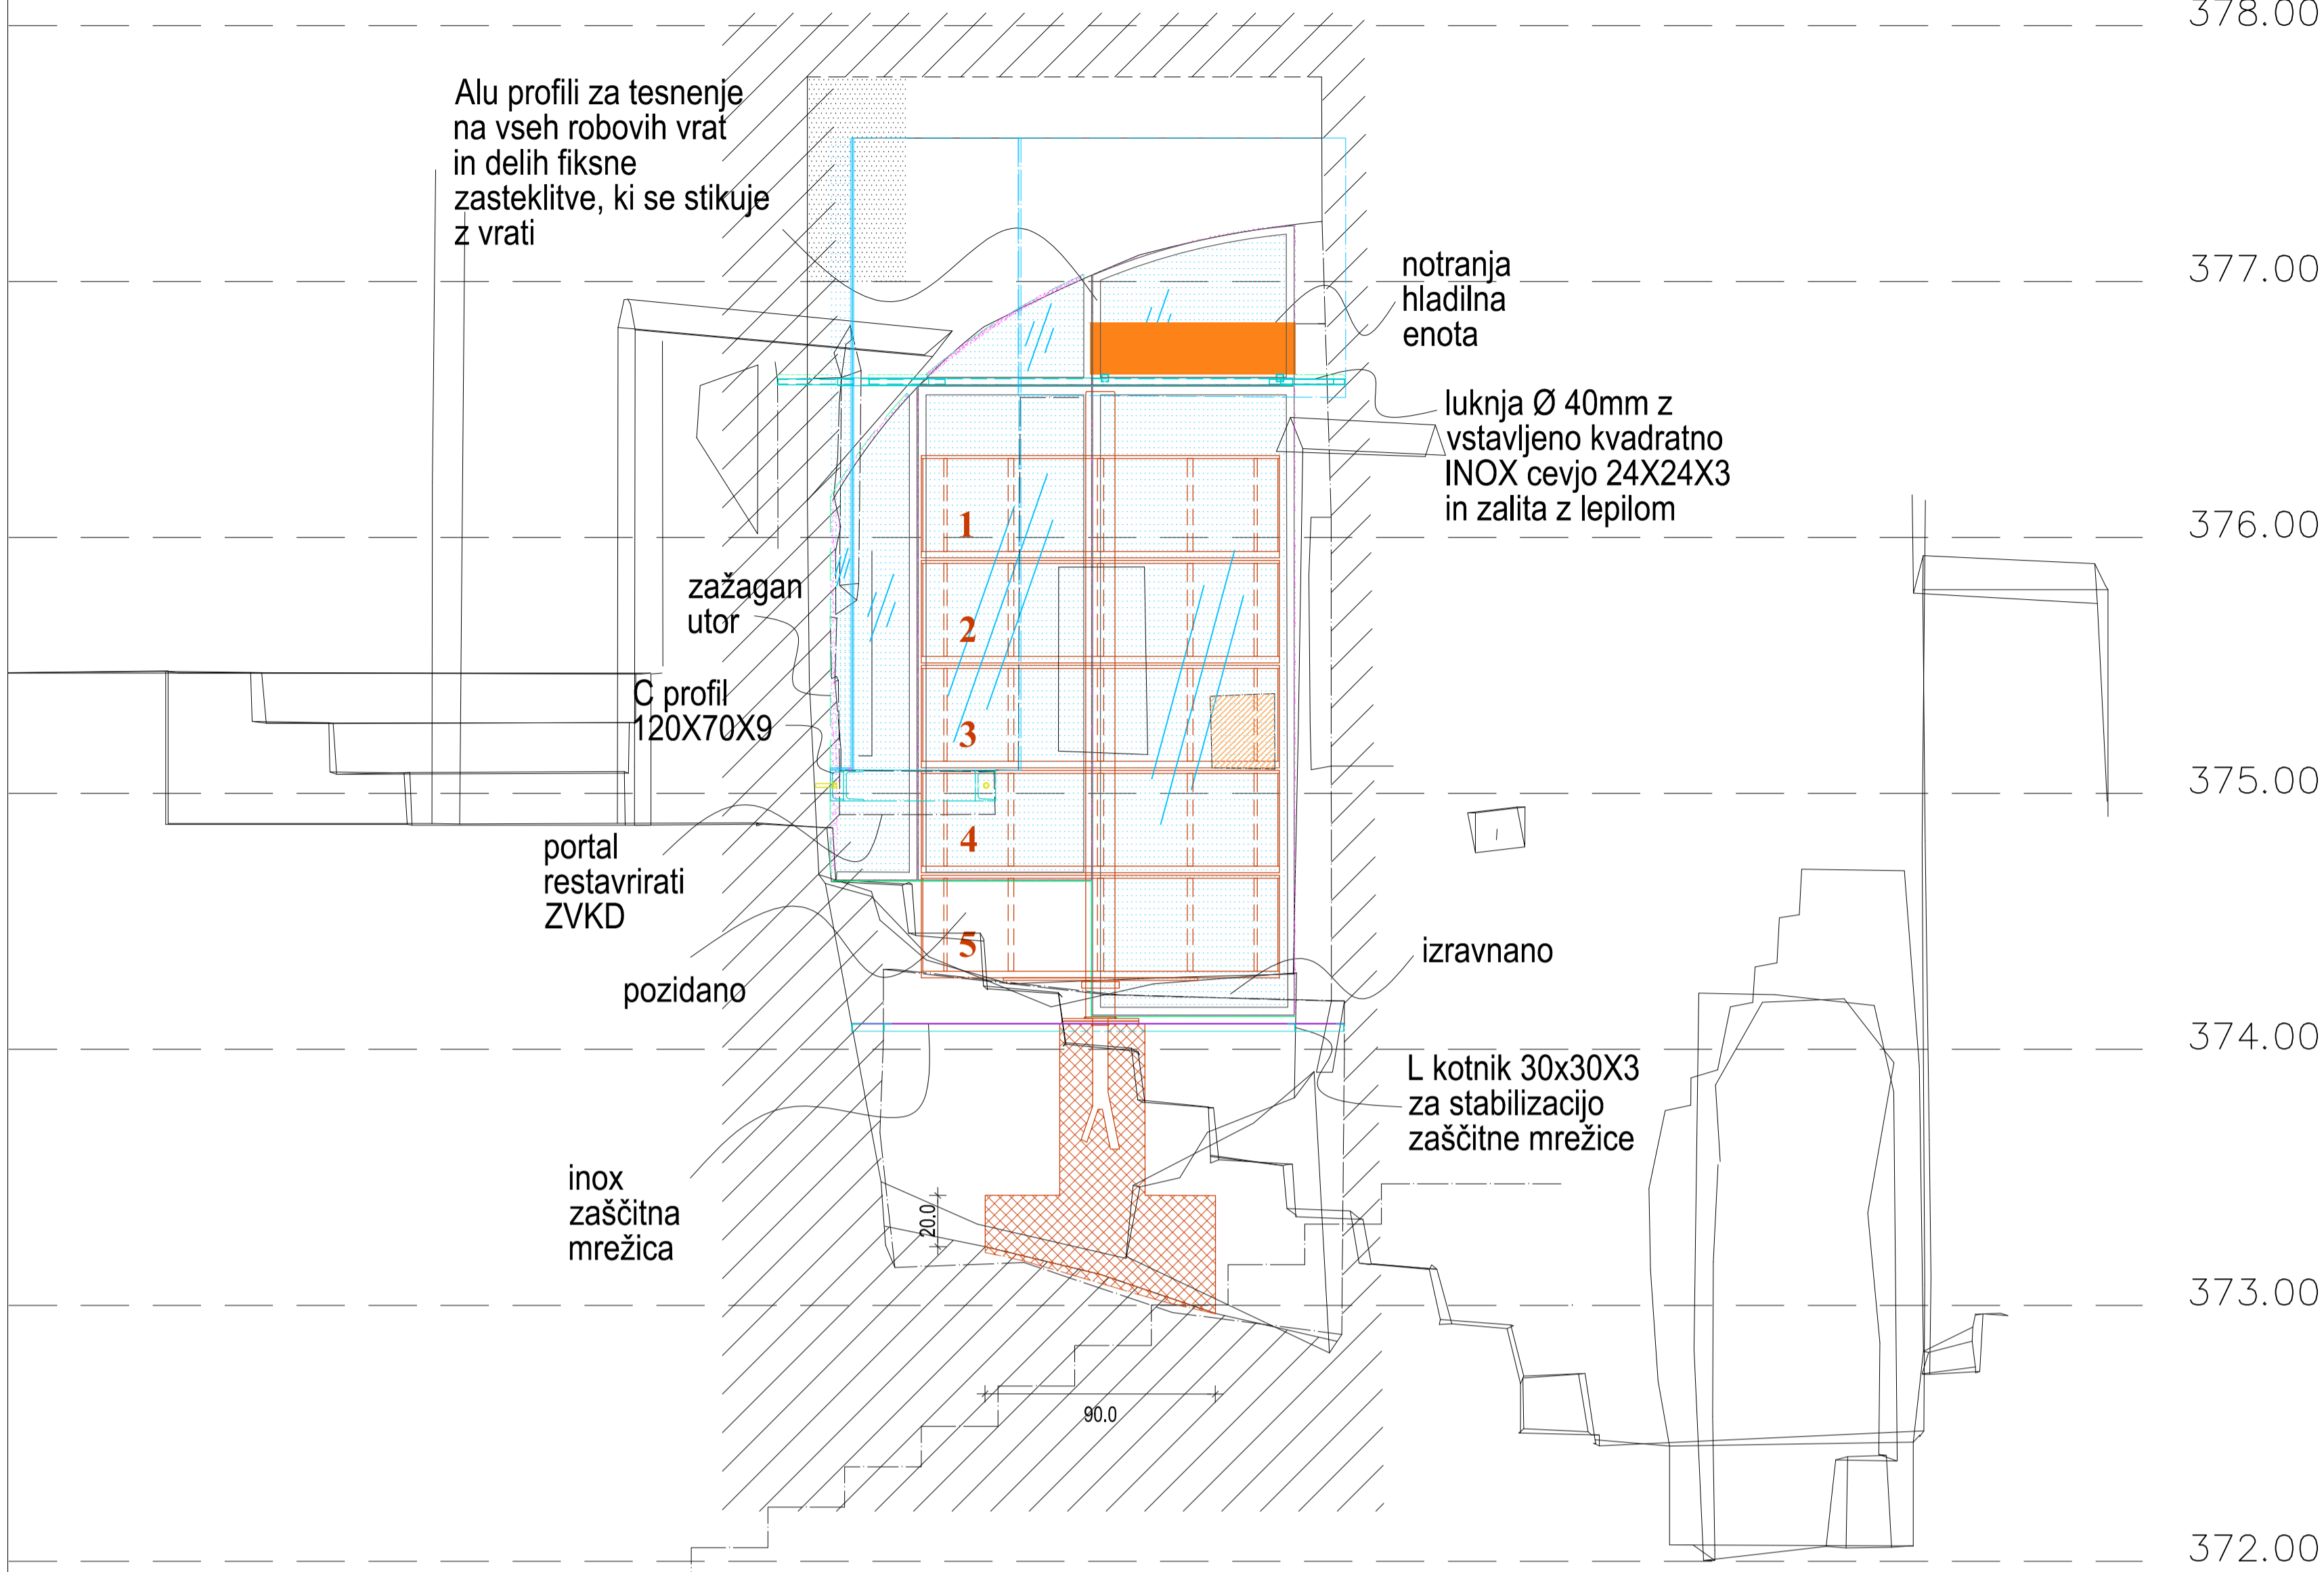 378.00
Alu profili za tesnenje
na vseh robovih vrat
in delih fiksne
zasteklitve, ki se stikuje
z vrati
notranja
hladilna
enota
377.00
luknja Ø 40mm z
vstavljeno kvadratno
INOX cevjo 24X24X3
in zalita z lepilom
376.00
1
zažagan
utor
2
C profil
120X70X9
3
375.00
portal
restavrirati
ZVKD
4
5
izravnano
pozidano
374.00
L kotnik 30x30X3
za stabilizacijo
zaščitne mrežice
inox
zaščitna
mrežica
20.0
373.00
90.0
372.00